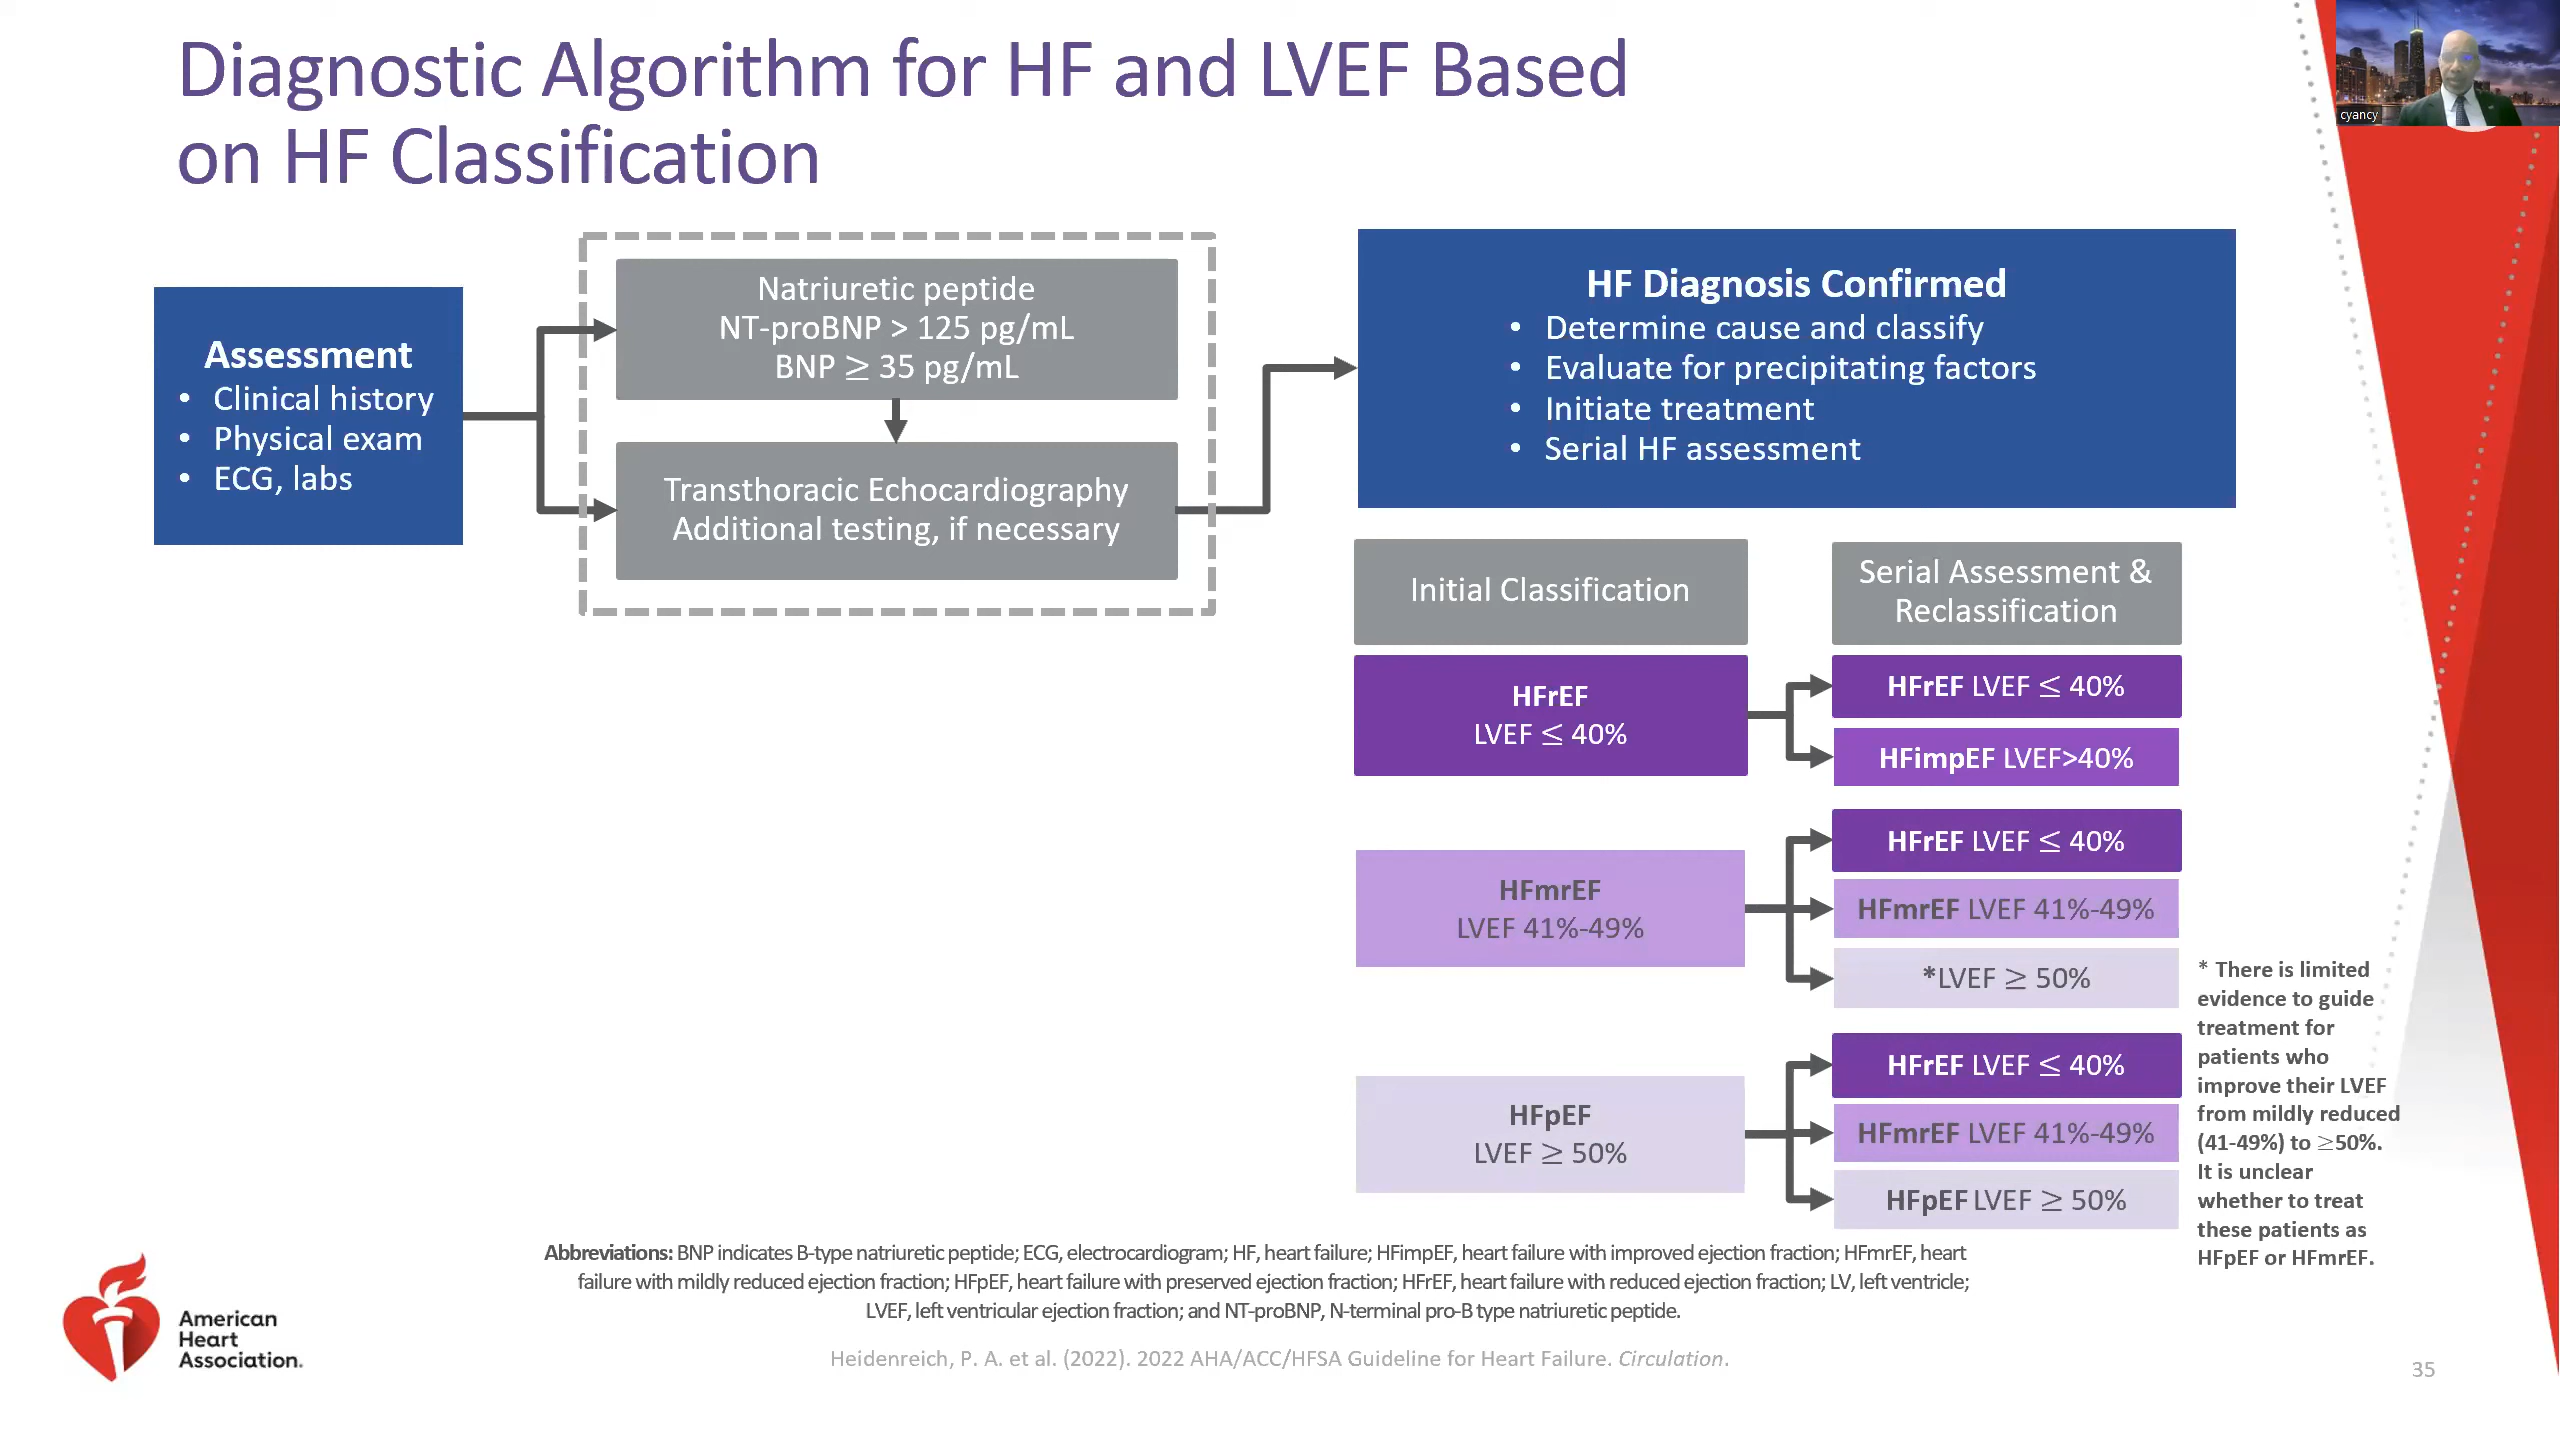 Diagnostic Algorithm for HF and LVEF Based
on HF Classification
cyancy
Assessment
• Clinical history
• Physical exam
• ECG, labs
Natriuretic peptide
NT-proBNP > 125 pg/mL
BNP ≥ 35 pg/mL
Transthoracic Echocardiography
Additional testing, if necessary
HF Diagnosis Confirmed
• Determine cause and classify
• Evaluate for precipitating factors
• Initiate treatment
• Serial HF assessment
Initial Classification
Serial Assessment &
Reclassification
HFrEF
LVEF ≤ 40%
HFrEF LVEF ≤ 40%
HFimpEF LVEF>40%
HFmrEF
LVEF 41%-49%
HFrEF LVEF ≤ 40%
HFmrEF LVEF 41%-49%
*LVEF ≥ 50%
HFpEF
LVEF ≥ 50%
HFrEF LVEF ≤ 40%
HFmrEF LVEF 41%-49%
HFpEF LVEF ≥ 50%
* There is limited
evidence to guide
treatment for
patients who
improve their LVEF
from mildly reduced
(41-49%) to ≥50%.
It is unclear
whether to treat
these patients as
HFpEF or HFmrEF.
Abbreviations: BNP indicates B-type natriuretic peptide; ECG, electrocardiogram; HF, heart failure; HFimpEF, heart failure with improved ejection fraction; HFmrEF, heart
failure with mildly reduced ejection fraction; HFpEF, heart failure with preserved ejection fraction; HFrEF, heart failure with reduced ejection fraction; LV, left ventricle;
LVEF, left ventricular ejection fraction; and NT-proBNP, N-terminal pro-B type natriuretic peptide.
American
Heart
Association.
Heidenreich, P. A. et al. (2022). 2022 AHA/ACC/HFSA Guideline for Heart Failure. Circulation.
35